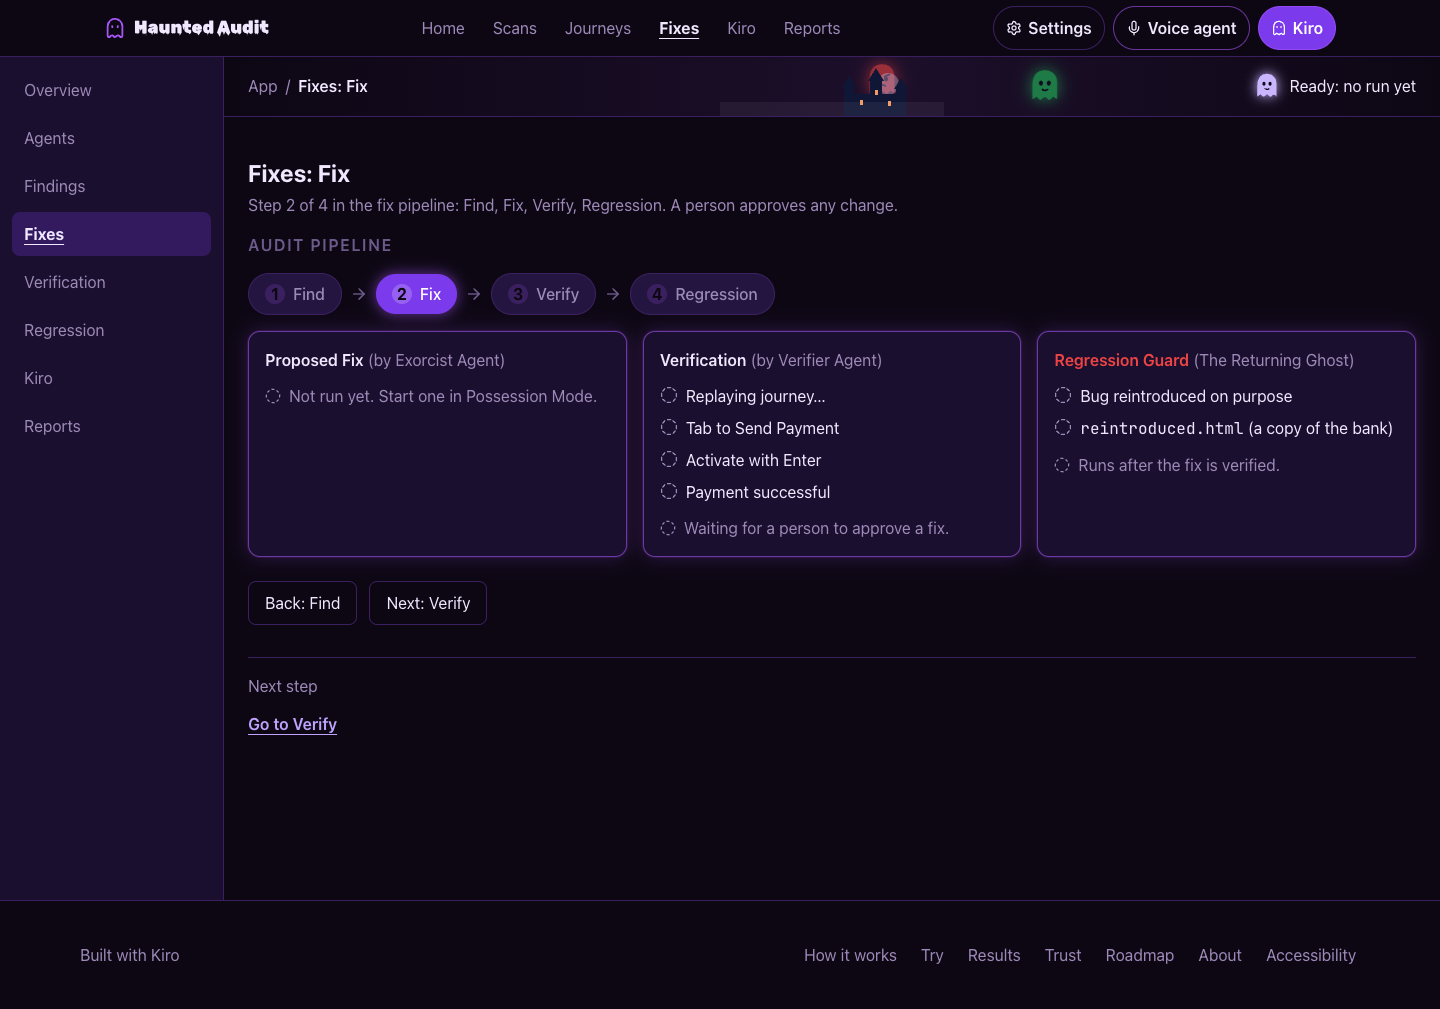 Haunted Audit
Home Scans Journeys Fixes Kiro Reports
Settings Voice agent Kiro
Overview
Agents
Findings
Fixes
Verification
Regression
Kiro
Reports
App / Fixes: Fix
Ready: no run yet
Fixes: Fix
Step 2 of 4 in the fix pipeline: Find, Fix, Verify, Regression. A person approves any change.
AUDIT PIPELINE
1 Find → 2 Fix → 3 Verify → 4 Regression
Proposed Fix (by Exorcist Agent)
Not run yet. Start one in Possession Mode.
Verification (by Verifier Agent)
Replaying journey...
Tab to Send Payment
Activate with Enter
Payment successful
Waiting for a person to approve a fix.
Regression Guard (The Returning Ghost)
Bug reintroduced on purpose
reintroduced.html (a copy of the bank)
Runs after the fix is verified.
Back: Find Next: Verify
Next step
Go to Verify
Built with Kiro
How it works Try Results Trust Roadmap About Accessibility